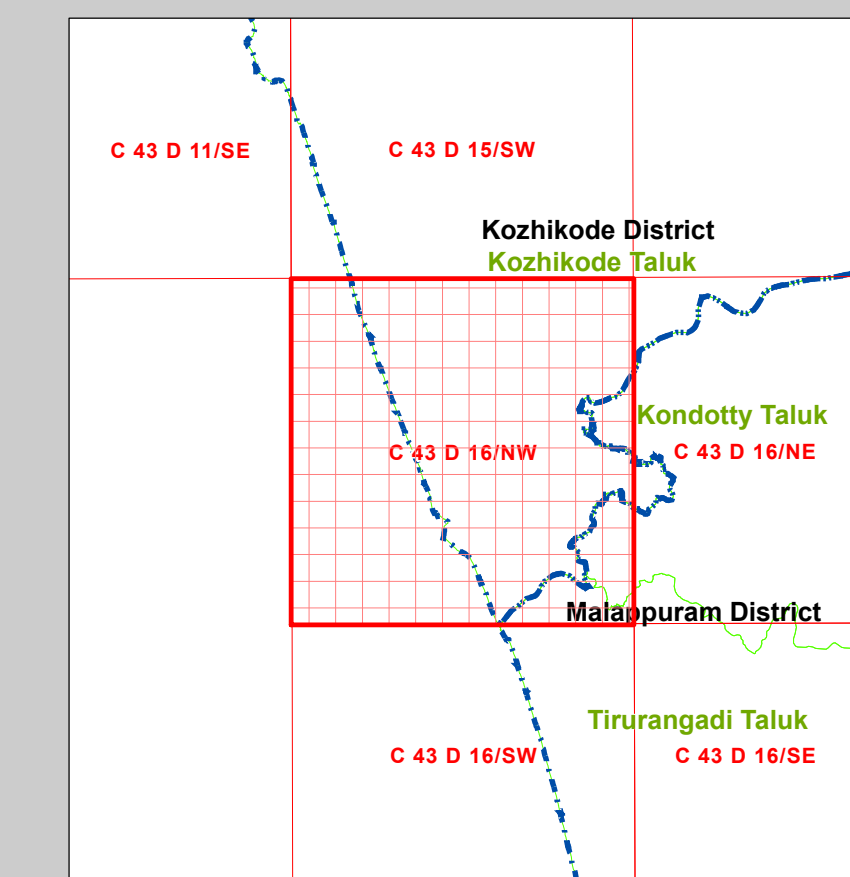 C 43 D 11/SE
C 43 D 15/SW
Kozhikode District
Kozhikode Taluk
Kondotty Taluk
C 43 D 16/NW
C 43 D 16/NE
Malappuram District
Tirurangadi Taluk
C 43 D 16/SW
C 43 D 16/SE